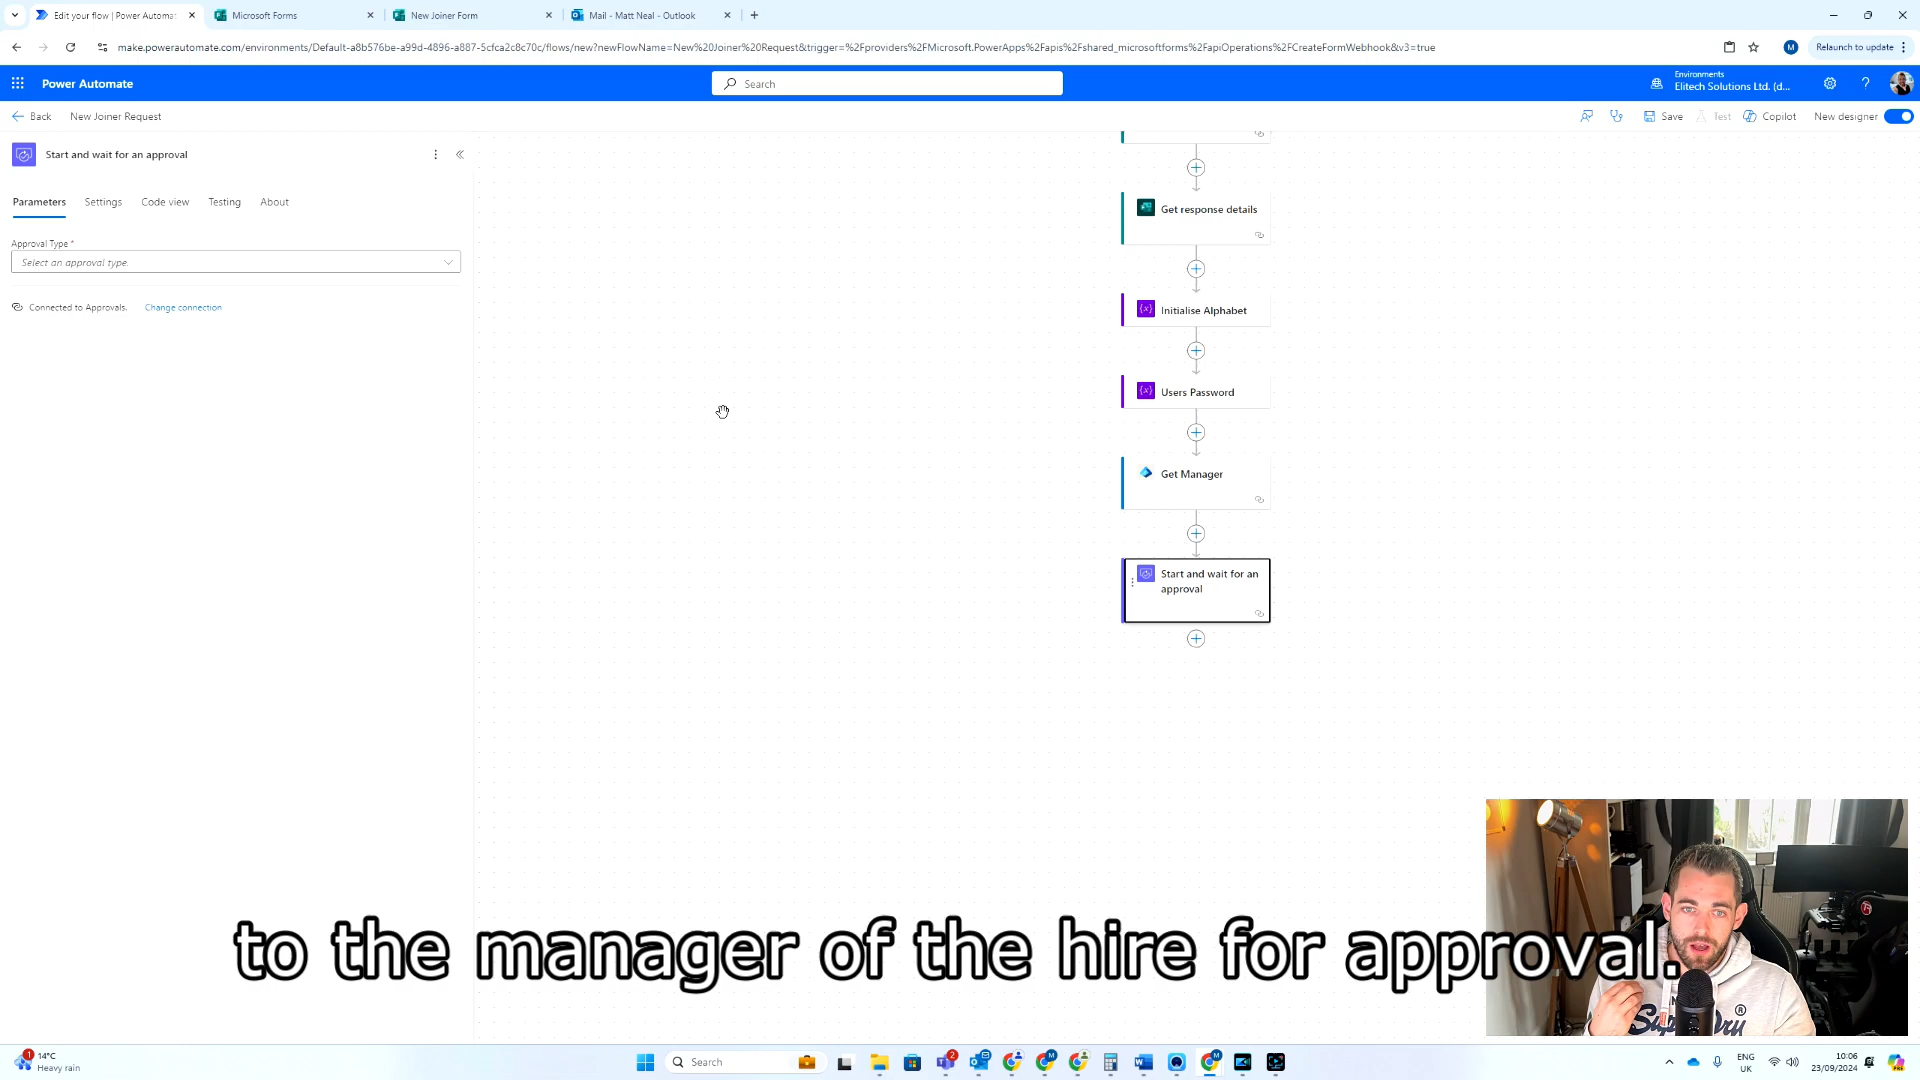 Edit your flow | Power Automat
Microsoft Forms
New Joiner Form
Mail - Matt Neal - Outlook
make.powerautomate.com/environments/Default-a8b576be-a99d-4896-a887-5cfca2c8c70c/flows/new?newFlowName=New%20Joiner%20Request&trigger=%2Fproviders%2FMicrosoft.PowerApps%2Fapis%2Fshared_microsoftforms%2FapiOperations%2FCreateFormWebhook&v3=true
M
Relaunch to update
Power Automate
Search
Environments
Elitech Solutions Ltd. (d...
Back
New Joiner Request
Save
Test
Copilot
New designer
Start and wait for an approval
Parameters
Settings
Code view
Testing
About
Approval Type *
Select an approval type.
Connected to Approvals.
Change connection
Get response details
Initialise Alphabet
Users Password
Get Manager
Start and wait for an
approval
to the manager of the hire for approval.
1
14°C
Heavy rain
Search
2
ENG
UK
10:06
23/09/2024